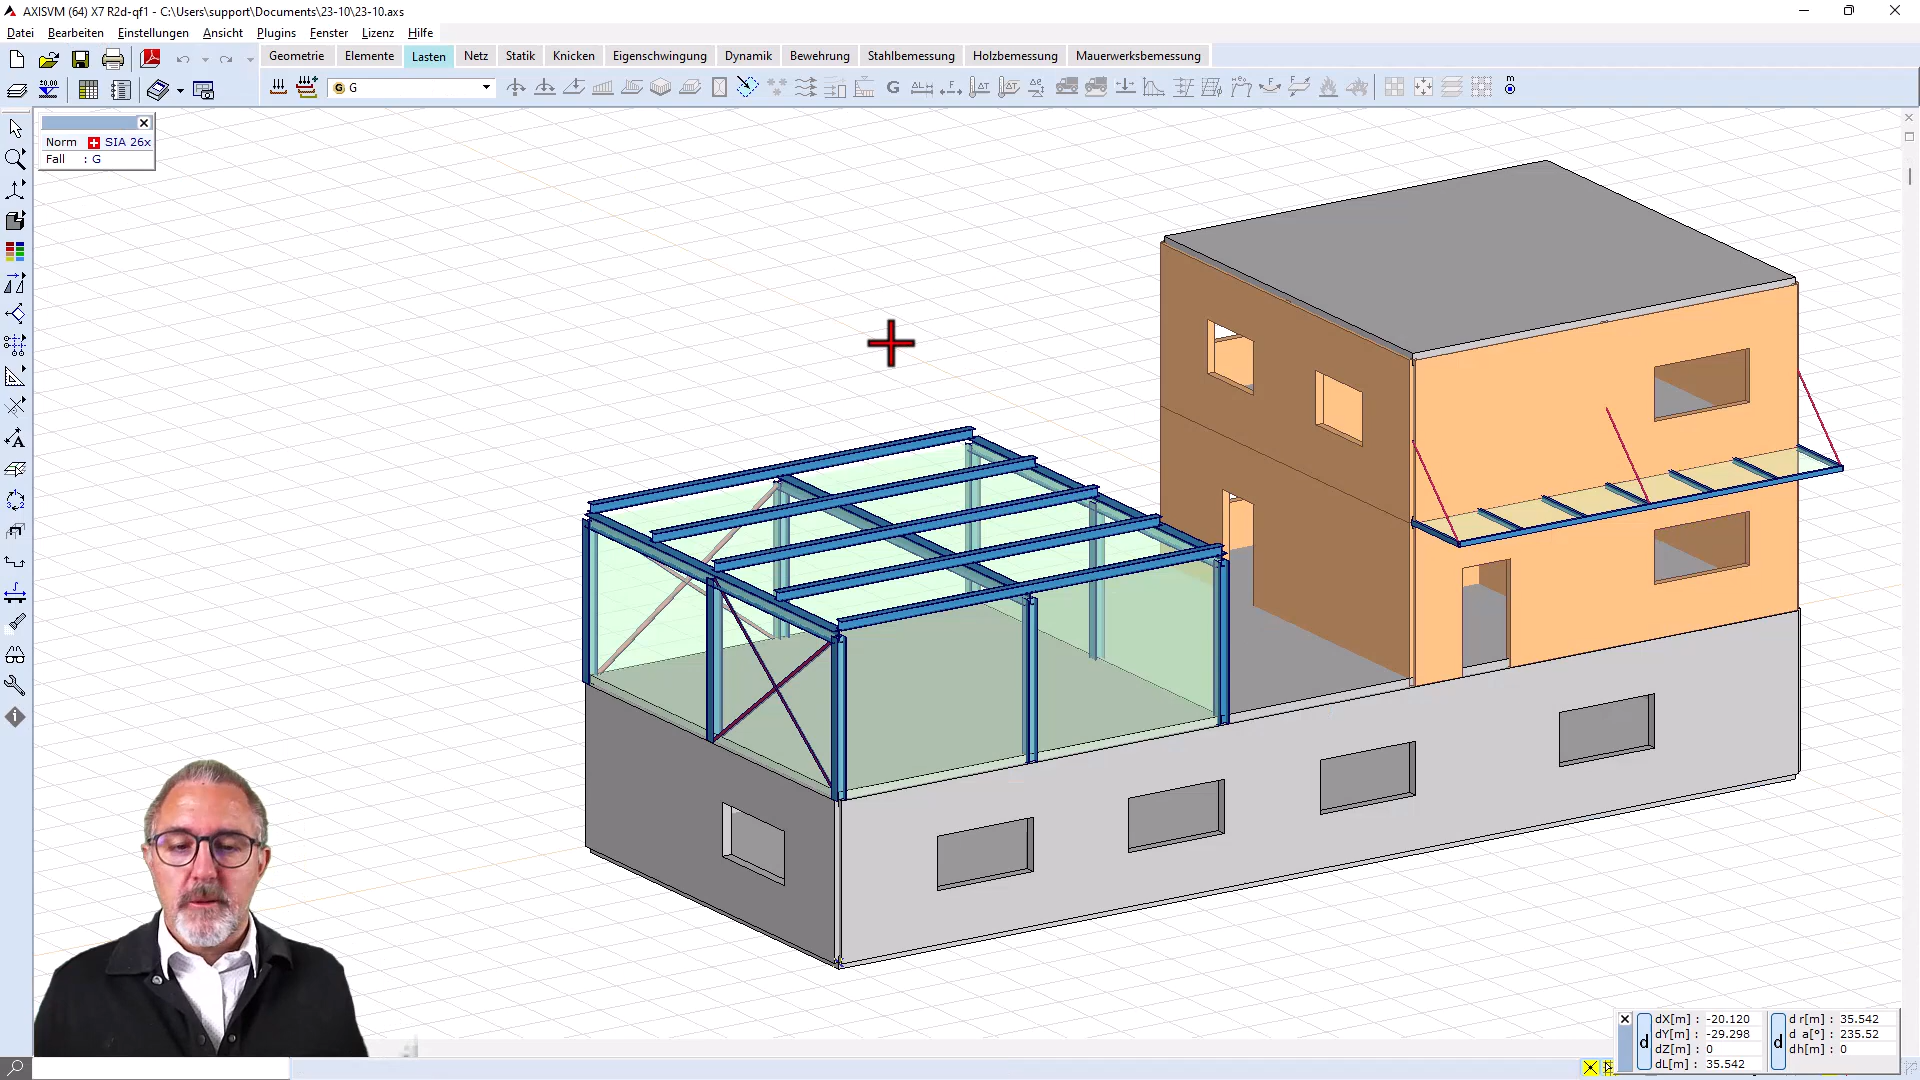 AXISVM (64) X7 R2d-qf1 - C:\Users\support\Documents\23-10\23-10.axs
Datei Bearbeiten Einstellungen Ansicht Plugins Fenster Lizenz Hilfe
Geometrie Elemente Lasten Netz Statik Knicken Eigenschwingung Dynamik Bewehrung Stahlbemessung Holzbemessung Mauerwerksbemessung
G G
Norm SIA 26x
Fall : G
dX[m] : -20.120
dY[m] : -29.298
dZ[m] : 0
dL[m] : 35.542
d r[m] : 35.542
d a[°] : 235.52
dh[m] : 0
d
d